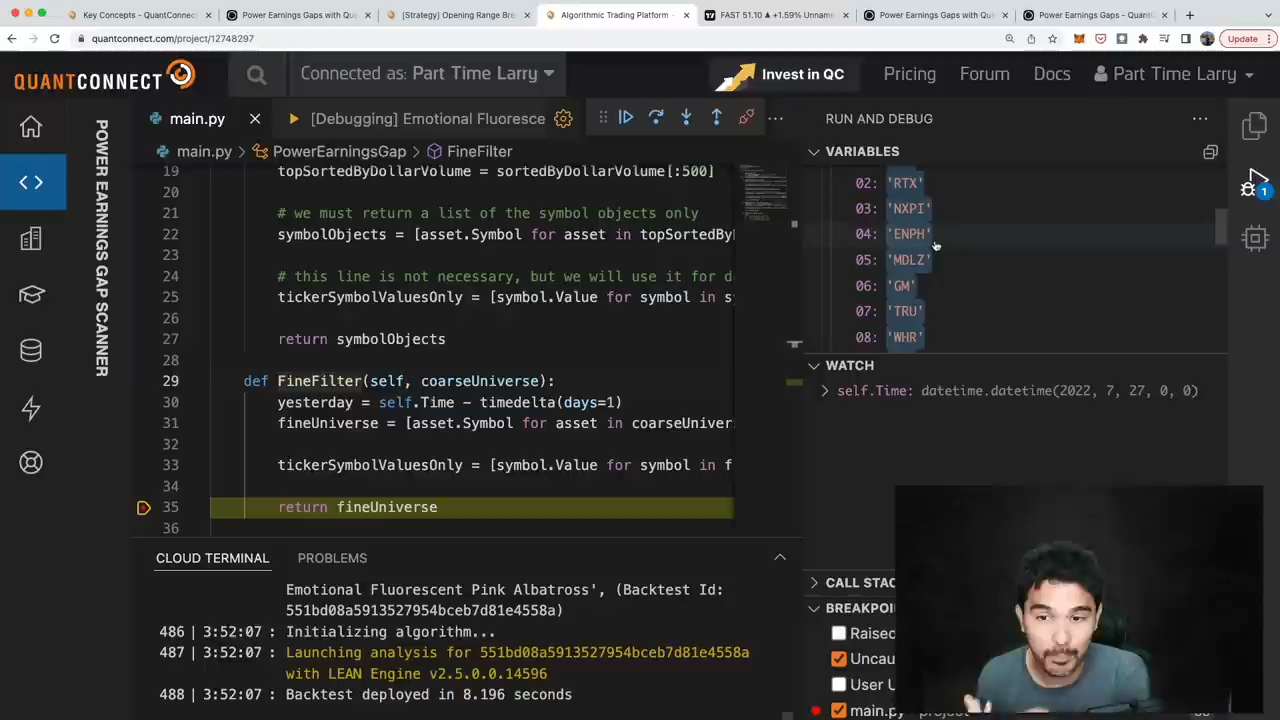 Key Concepts - QuantConnec
Power Earnings Gaps with Qu
[Strategy] Opening Range Bre
Algorithmic Trading Platform -
FAST 51.10 ▲ +1.59% Unname
Power Earnings Gaps with Qu
Power Earnings Gaps - QuantC
quantconnect.com/project/12748297
Update
QUANTCONNECT
Connected as: Part Time Larry
Invest in QC
Pricing
Forum
Docs
Part Time Larry
POWER EARNINGS GAP SCANNER
main.py
[Debugging] Emotional Fluoresce
main.py > PowerEarningsGap > FineFilter
19 topSortedByDollarVolume = sortedByDollarVolume[:500]
20
21 # we must return a list of the symbol objects only
22 symbolObjects = [asset.Symbol for asset in topSortedBy
23
24 # this line is not necessary, but we will use it for d
25 tickerSymbolValuesOnly = [symbol.Value for symbol in s
26
27 return symbolObjects
28
29 def FineFilter(self, coarseUniverse):
30 yesterday = self.Time - timedelta(days=1)
31 fineUniverse = [asset.Symbol for asset in coarseUniver
32
33 tickerSymbolValuesOnly = [symbol.Value for symbol in f
34
35 return fineUniverse
36
CLOUD TERMINAL
PROBLEMS
Emotional Fluorescent Pink Albatross', (Backtest Id:
551bd08a5913527954bceb7d81e4558a)
486 | 3:52:07 : Initializing algorithm...
487 | 3:52:07 : Launching analysis for 551bd08a5913527954bceb7d81e4558a
with LEAN Engine v2.5.0.0.14596
488 | 3:52:07 : Backtest deployed in 8.196 seconds
RUN AND DEBUG
VARIABLES
02: 'RTX'
03: 'NXPI'
04: 'ENPH'
05: 'MDLZ'
06: 'GM'
07: 'TRU'
08: 'WHR'
WATCH
self.Time: datetime.datetime(2022, 7, 27, 0, 0)
CALL STAC
BREAKPOI
Raised
Uncau
User U
main.py project
1